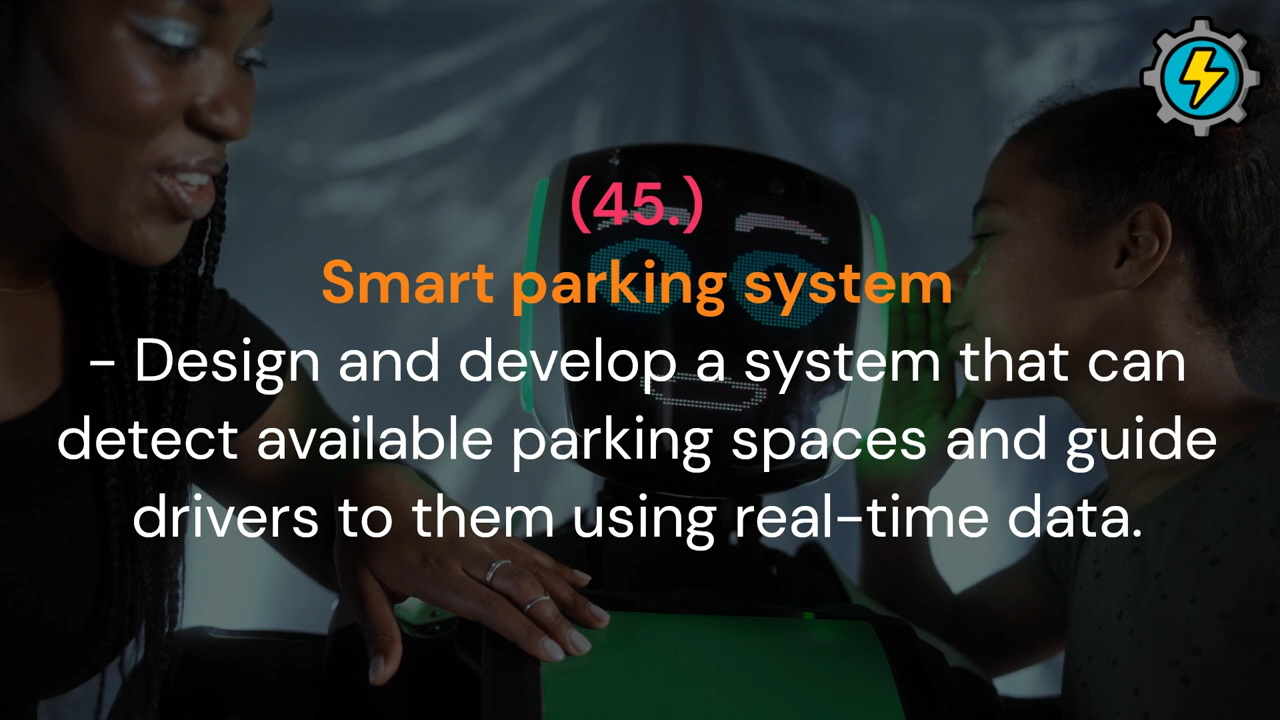 (45.)
Smart parking system
- Design and develop a system that can
detect available parking spaces and guide
drivers to them using real-time data.